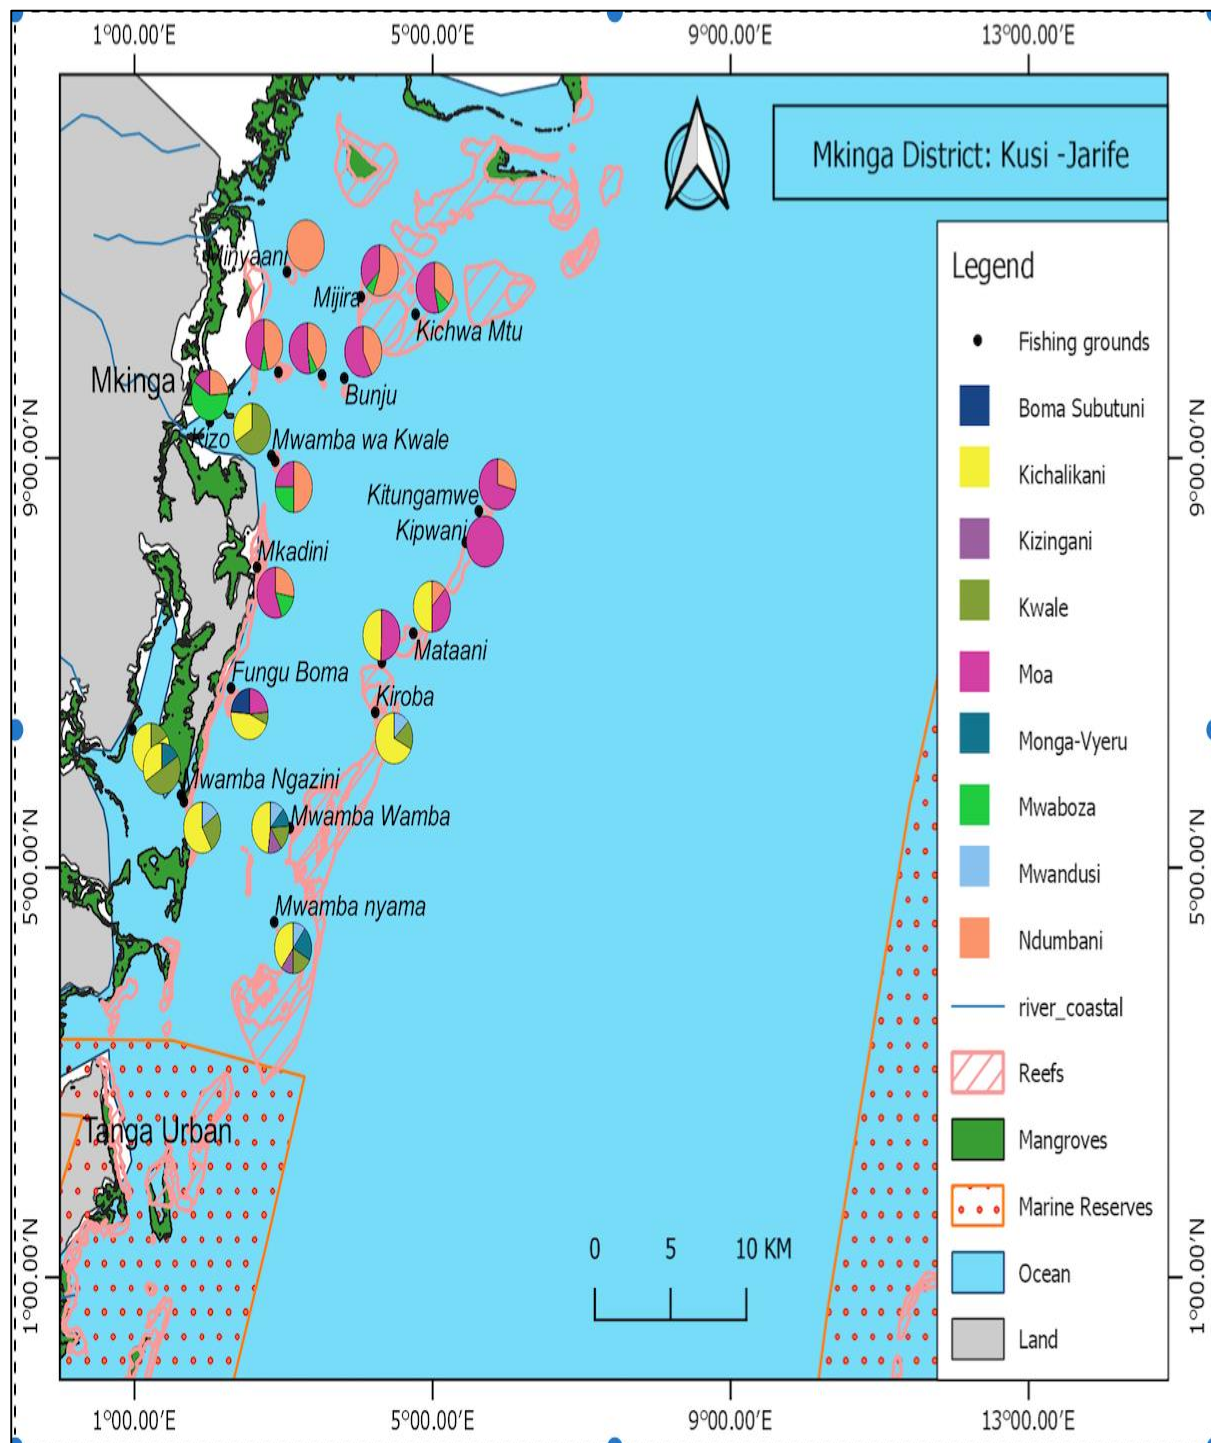 1°00.00'E 5°00.00'E 9°00.00'E 13°00.00'E
Mkinga District: Kusi -Jarife
Minyaani
Mijira
Kichwa Mtu
Mkinga
Bunju
Kizo
Mwamba wa Kwale
Kitungamwe
Kipwani
Mkadini
Mataani
Fungu Boma
Kiroba
Mwamba Ngazini
Mwamba Wamba
Mwamba nyama
Tanga Urban
0 5 10 KM
Legend
Fishing grounds
Boma Subutuni
Kichalikani
Kizingani
Kwale
Moa
Monga-Vyeru
Mwaboza
Mwandusi
Ndumbani
river_coastal
Reefs
Mangroves
Marine Reserves
Ocean
Land
9°00.00'N
5°00.00'N
1°00.00'N
9°00.00'N
5°00.00'N
1°00.00'N
1°00.00'E 5°00.00'E 9°00.00'E 13°00.00'E